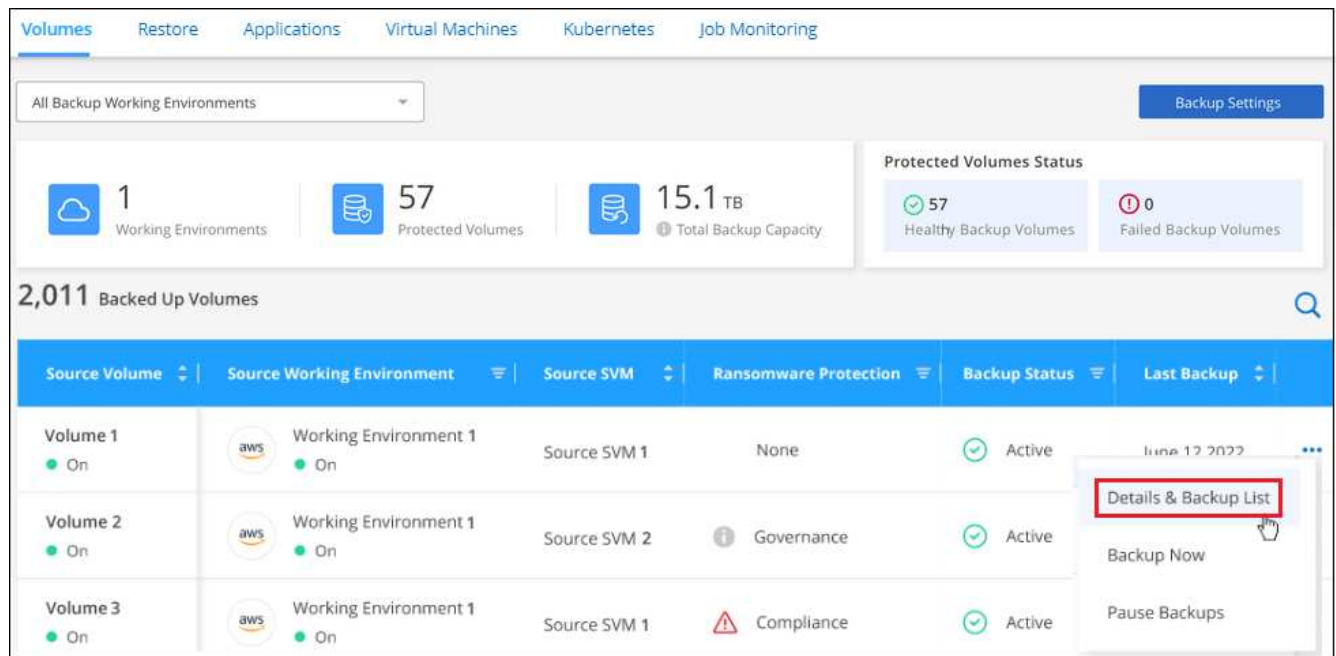 Volumes Restore Applications Virtual Machines Kubernetes Job Monitoring
All Backup Working Environments Backup Settings
Protected Volumes Status
1 57 15.1 TB
Working Environments Protected Volumes Total Backup Capacity
57 0
Healthy Backup Volumes Failed Backup Volumes
2,011 Backed Up Volumes
Source Volume Source Working Environment Source SVM Ransomware Protection Backup Status Last Backup
Volume 1 aws Working Environment 1 Source SVM 1 None Active June 12 2022
On On
Details & Backup List
Volume 2 aws Working Environment 1 Source SVM 2 Governance Active
On On
Backup Now
Volume 3 aws Working Environment 1 Source SVM 1 Compliance Active
On On
Pause Backups